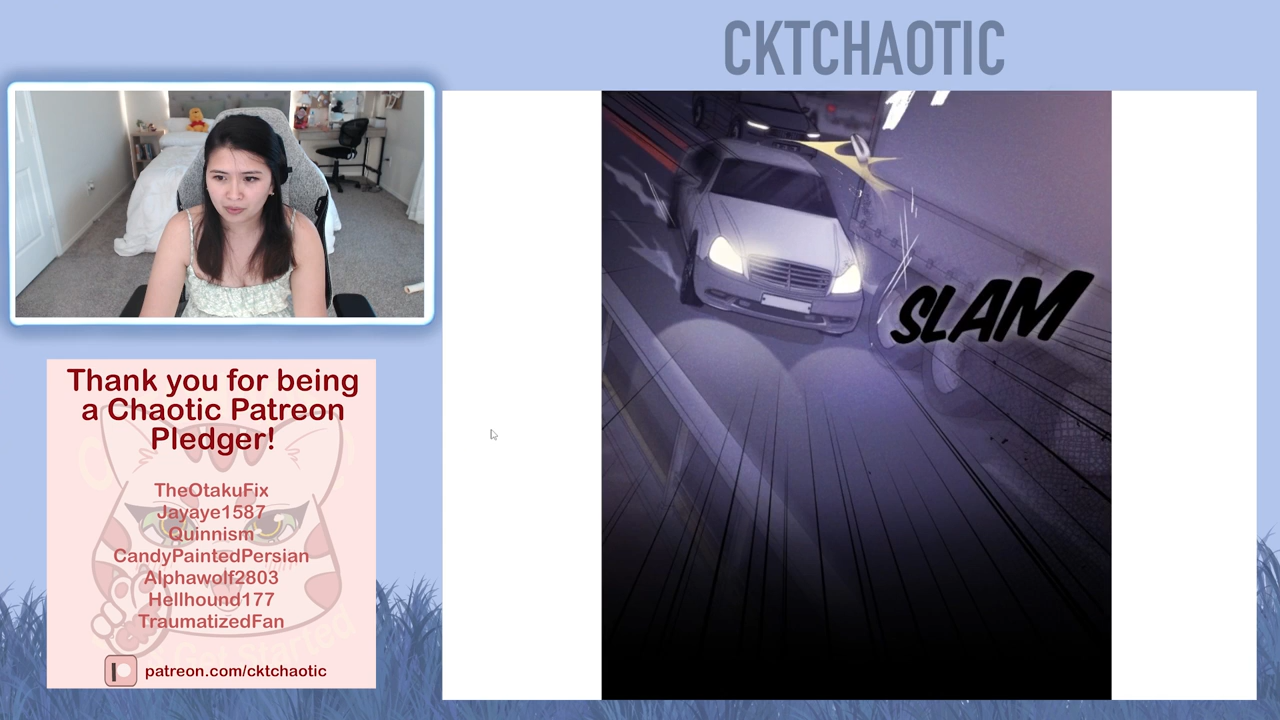 CKTCHAOTIC
SLAM
Thank you for being
a Chaotic Patreon
Pledger!
TheOtakuFix
Jayaye1587
Quinnism
CandyPaintedPersian
Alphawolf2803
Hellhound177
TraumatizedFan
patreon.com/cktchaotic